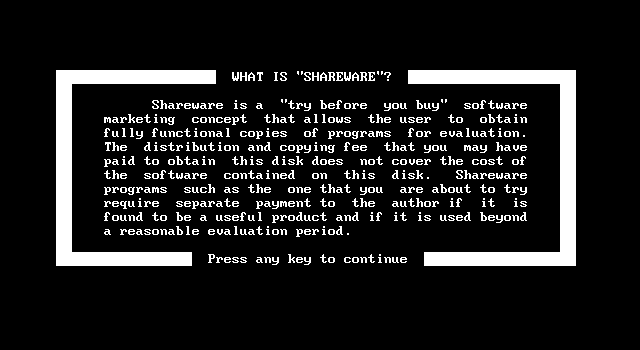 WHAT IS "SHAREWARE"?
Shareware is a "try before you buy" software
marketing concept that allows the user to obtain
fully functional copies of programs for evaluation.
The distribution and copying fee that you may have
paid to obtain this disk does not cover the cost of
the software contained on this disk. Shareware
programs such as the one that you are about to try
require separate payment to the author if it is
found to be a useful product and if it is used beyond
a reasonable evaluation period.
Press any key to continue